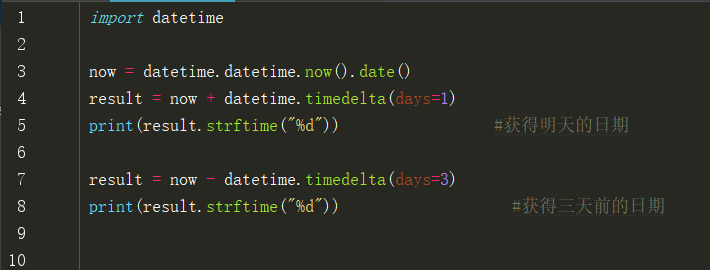 1 import datetime
2
3 now = datetime.datetime.now().date()
4 result = now + datetime.timedelta(days=1)
5 print(result.strftime("%d")) #获得明天的日期
6
7 result = now - datetime.timedelta(days=3)
8 print(result.strftime("%d")) #获得三天前的日期
9
10